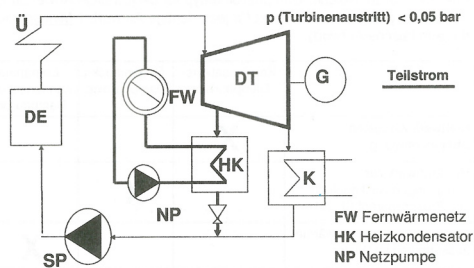 Ü
p (Turbinenaustritt) < 0,05 bar
DT
G
Teilstrom
FW
DE
HK
K
NP
FW Fernwärmenetz
HK Heizkondensator
NP Netzpumpe
SP